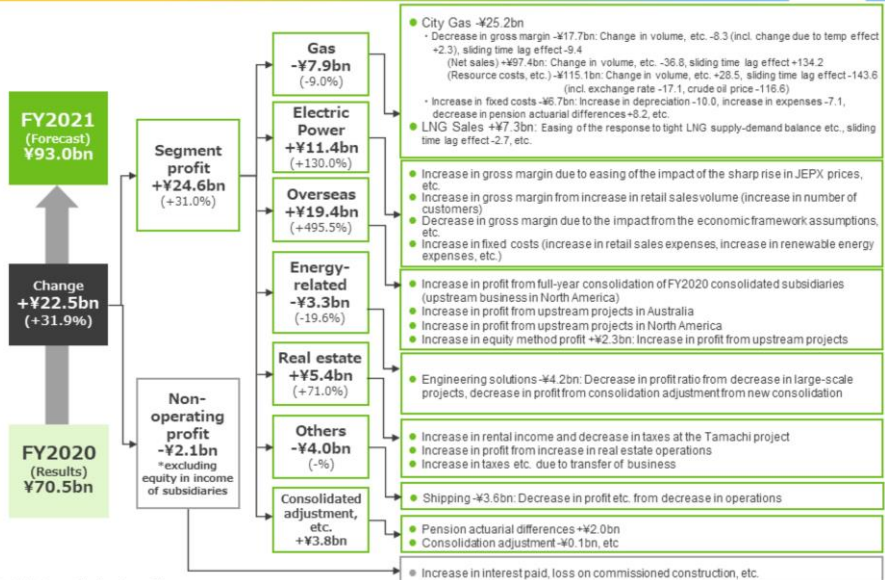 FY2021
(Forecast)
¥93.0bn
Change
+¥22.5bn
(+31.9%)
FY2020
(Results)
¥70.5bn
Segment
profit
+¥24.6bn
(+31.0%)
Non-
operating
profit
-¥2.1bn
*excluding
equity in income
of subsidiaries
Gas
-¥7.9bn
(-9.0%)
Electric
Power
+¥11.4bn
(+130.0%)
Overseas
+¥19.4bn
(+495.5%)
Energy-
related
-¥3.3bn
(-19.6%)
Real estate
+¥5.4bn
(+71.0%)
Others
-¥4.0bn
(-%)
Consolidated
adjustment,
etc.
+¥3.8bn
● City Gas -¥25.2bn
・Decrease in gross margin -¥17.7bn: Change in volume, etc. -8.3 (incl. change due to temp effect
+2.3), sliding time lag effect -9.4
(Net sales) +¥97.4bn: Change in volume, etc. -36.8, sliding time lag effect +134.2
(Resource costs, etc.) -¥115.1bn: Change in volume, etc. +28.5, sliding time lag effect -143.6
(incl. exchange rate -17.1, crude oil price -116.6)
・Increase in fixed costs -¥6.7bn: Increase in depreciation -10.0, increase in expenses -7.1,
decrease in pension actuarial differences +8.2, etc.
● LNG Sales +¥7.3bn: Easing of the response to tight LNG supply-demand balance etc., sliding
time lag effect -2.7, etc.
● Increase in gross margin due to easing of the impact of the sharp rise in JEPX prices,
etc.
● Increase in gross margin from increase in retail sales volume (increase in number of
customers)
● Decrease in gross margin due to the impact from the economic framework assumptions,
etc.
● Increase in fixed costs (increase in retail sales expenses, increase in renewable energy
expenses, etc.)
● Increase in profit from full-year consolidation of FY2020 consolidated subsidiaries
(upstream business in North America)
● Increase in profit from upstream projects in Australia
● Increase in profit from upstream projects in North America
● Increase in equity method profit +¥2.3bn: Increase in profit from upstream projects
● Engineering solutions -¥4.2bn: Decrease in profit ratio from decrease in large-scale
projects, decrease in profit from consolidation adjustment from new consolidation
● Increase in rental income and decrease in taxes at the Tamachi project
● Increase in profit from increase in real estate operations
● Increase in taxes etc. due to transfer of business
● Shipping -¥3.6bn: Decrease in profit etc. from decrease in operations
● Pension actuarial differences +¥2.0bn
● Consolidation adjustment -¥0.1bn, etc
● Increase in interest paid, loss on commissioned construction, etc.